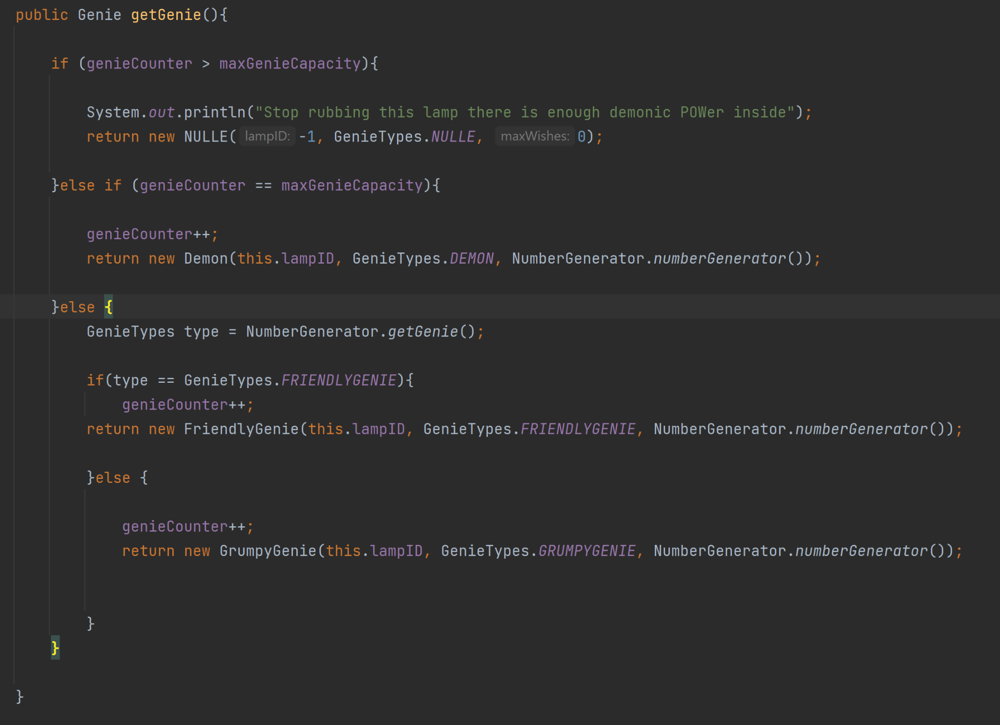 public Genie getGenie(){
if (genieCounter > maxGenieCapacity){
System.out.println("Stop rubbing this lamp there is enough demonic POWer inside");
return new NULLE( lampID: -1, GenieTypes.NULLE, maxWishes: 0);
}else if (genieCounter == maxGenieCapacity){
genieCounter++;
return new Demon(this.lampID, GenieTypes.DEMON, NumberGenerator.numberGenerator());
}else {
GenieTypes type = NumberGenerator.getGenie();
if(type == GenieTypes.FRIENDLYGENIE){
genieCounter++;
return new FriendlyGenie(this.lampID, GenieTypes.FRIENDLYGENIE, NumberGenerator.numberGenerator());
}else {
genieCounter++;
return new GrumpyGenie(this.lampID, GenieTypes.GRUMPYGENIE, NumberGenerator.numberGenerator());
}
}
}